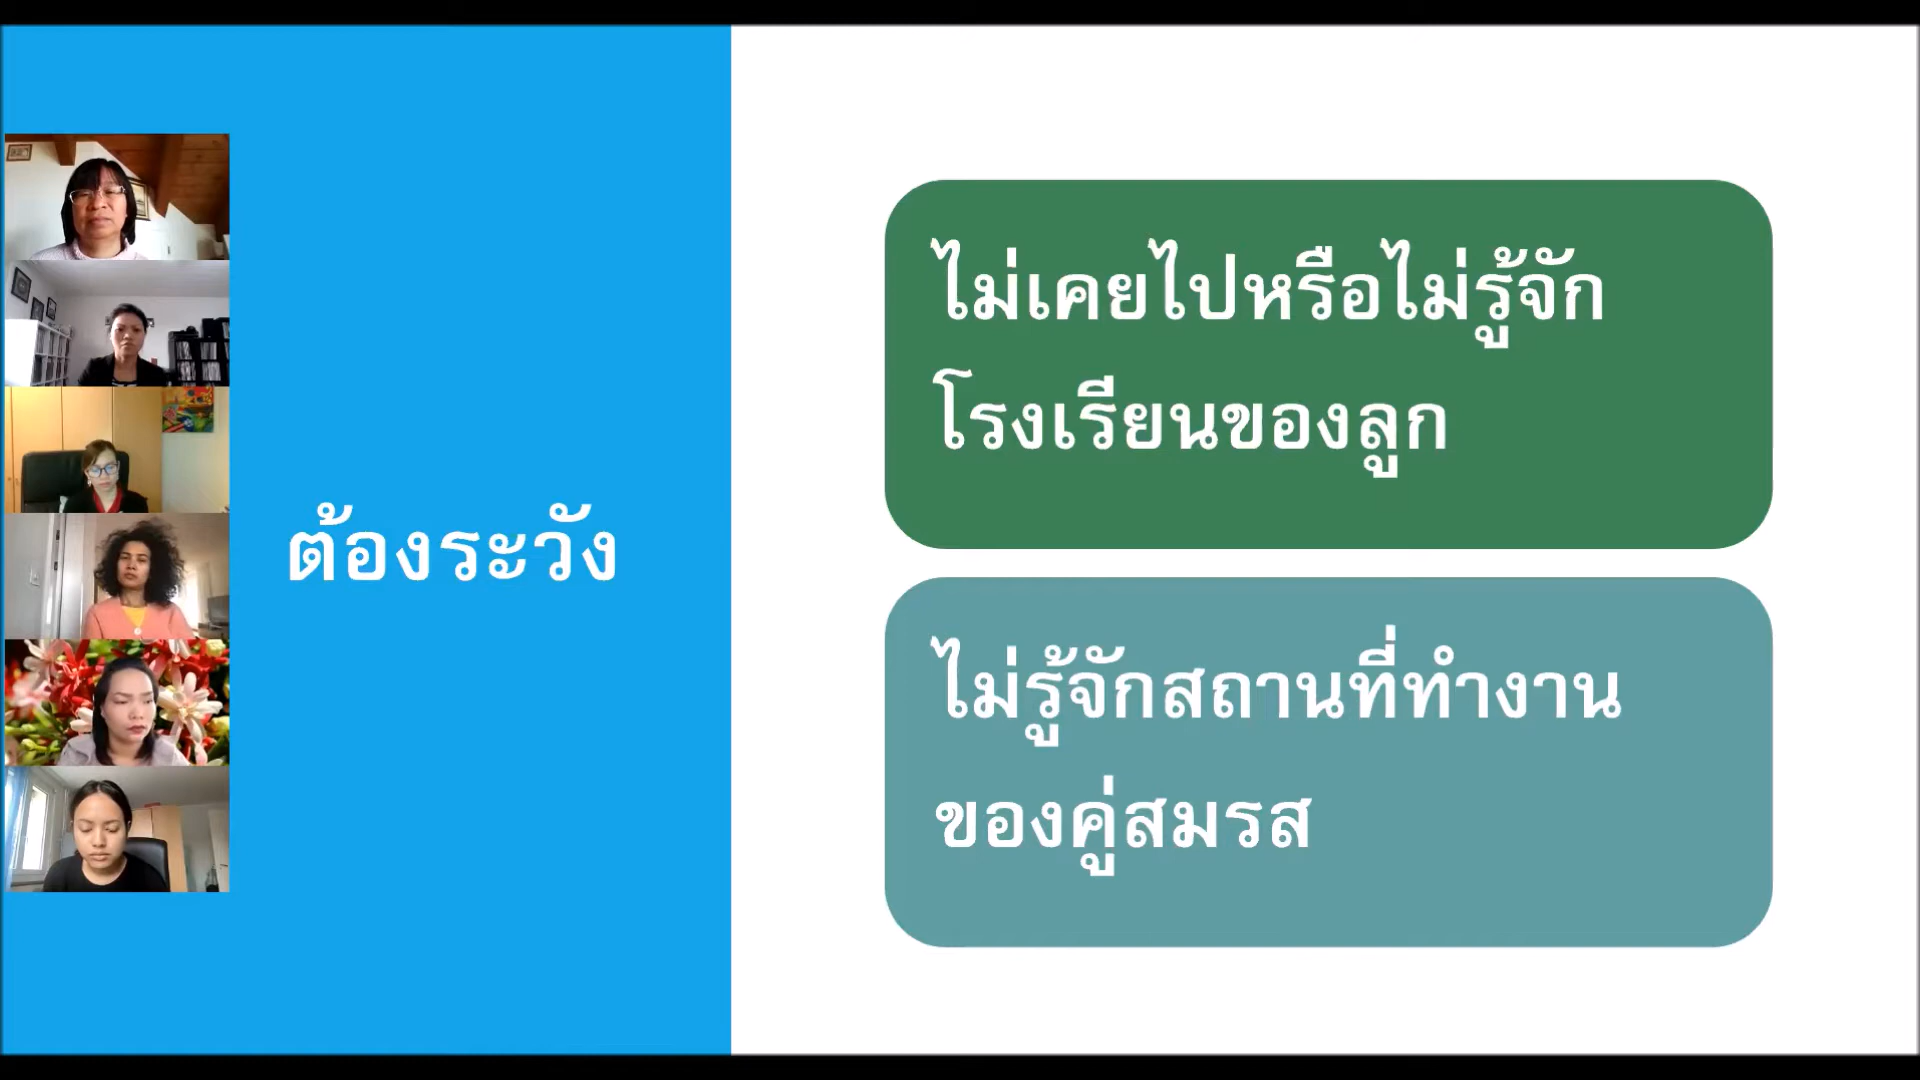 ต้องระวัง
ไม่เคยไปหรือไม่รู้จัก
โรงเรียนของลูก
ไม่รู้จักสถานที่ทำงาน
ของคู่สมรส